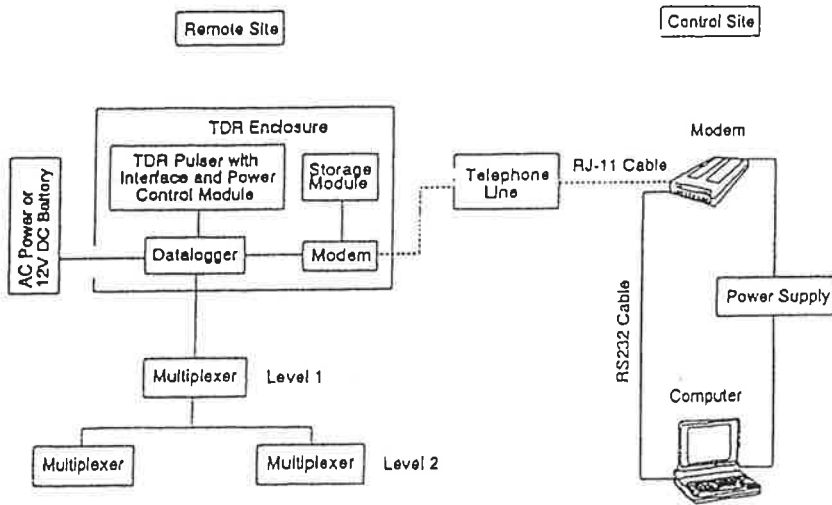 Remote Site
Control Site
TDR Enclosure
TDR Pulser with
Interface and Power
Control Module
Storage
Module
AC Power or
12V DC Battery
Datalogger
Modem
Telephone
Line
RJ-11 Cable
Modem
RS232 Cable
Power Supply
Computer
Multiplexer
Level 1
Multiplexer
Multiplexer
Level 2